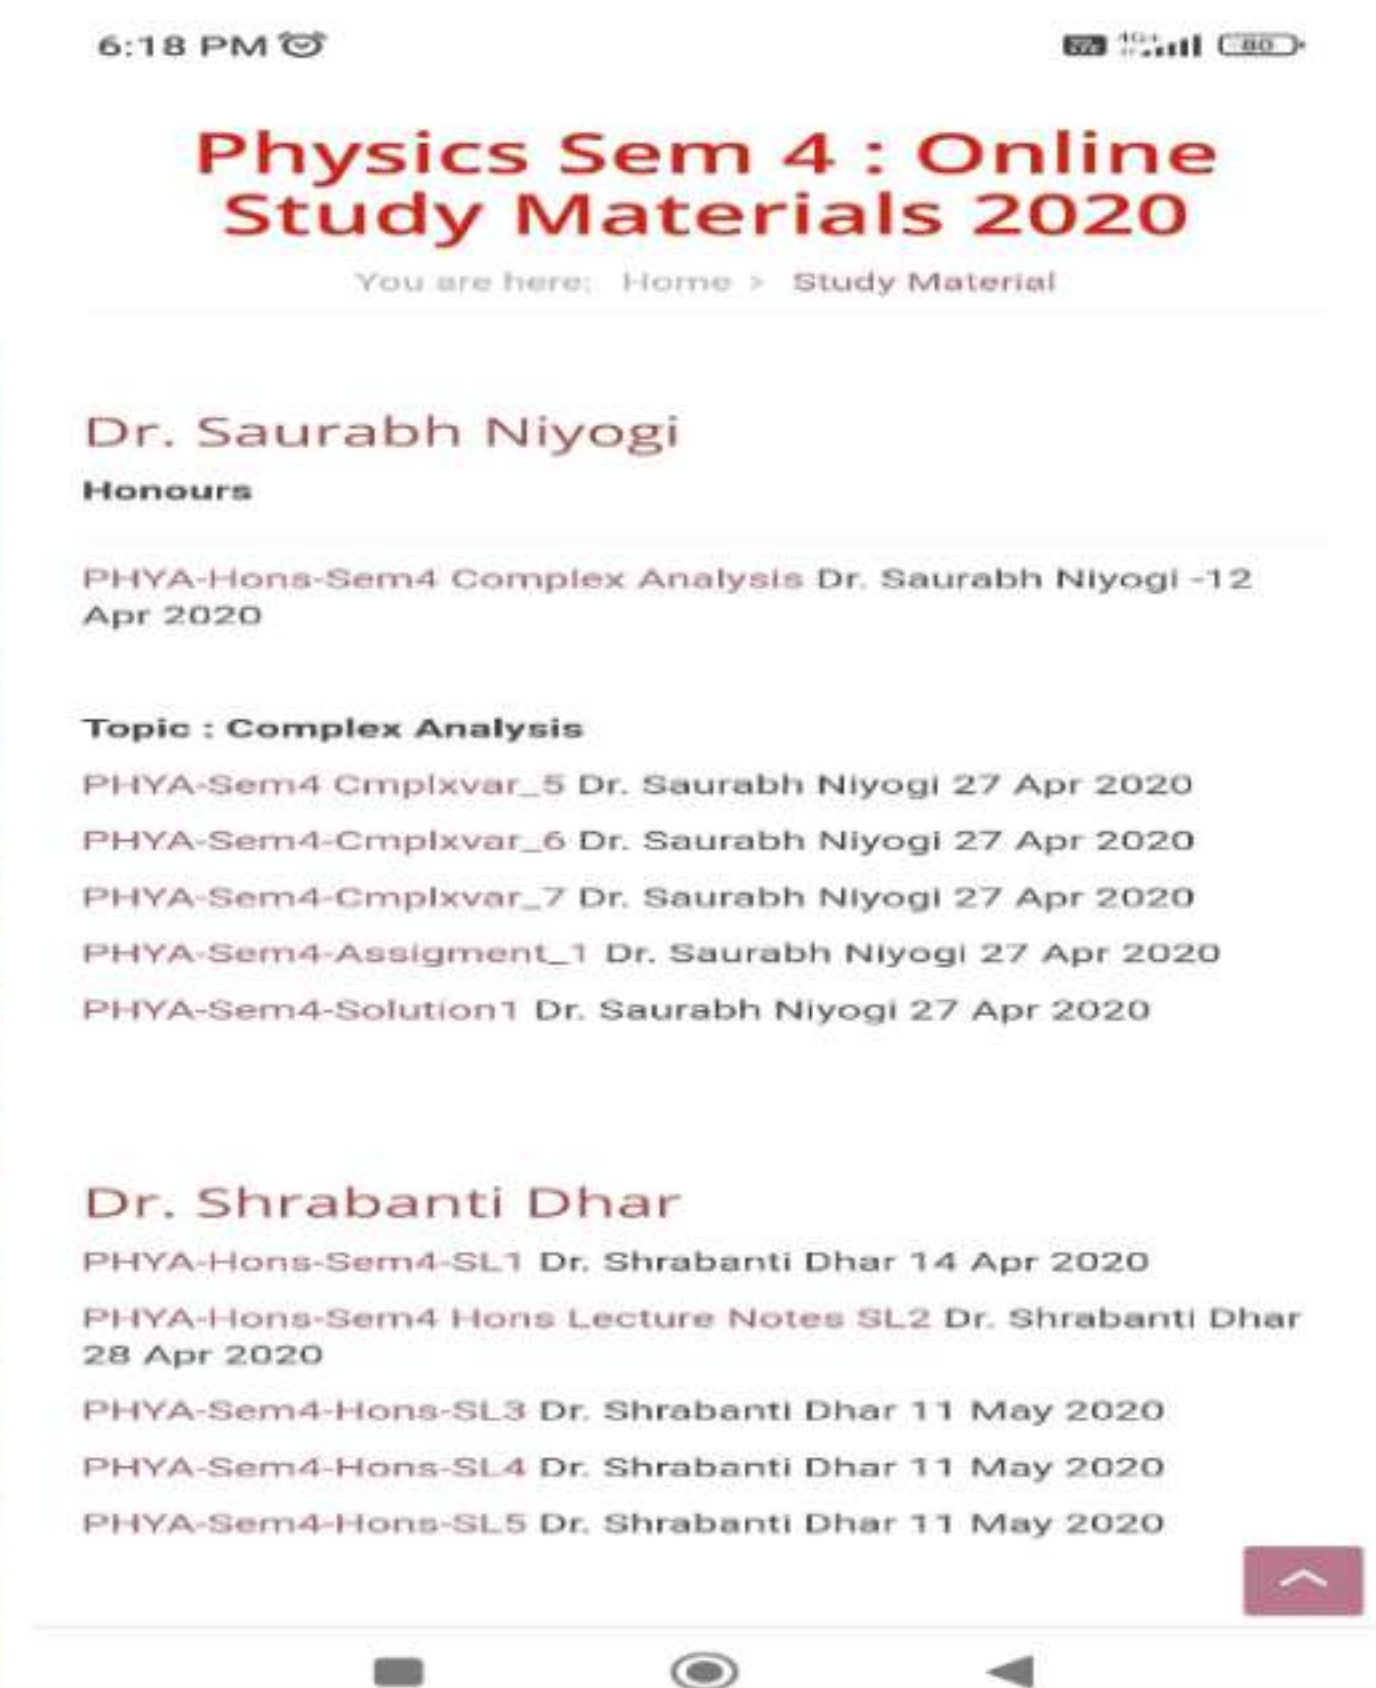 6:18 PM
4G+
80
Physics Sem 4 : Online
Study Materials 2020
You are here: Home > Study Material
Dr. Saurabh Niyogi
Honours
PHYA-Hons-Sem4 Complex Analysis Dr. Saurabh Niyogi -12
Apr 2020
Topic : Complex Analysis
PHYA-Sem4 Cmplxvar_5 Dr. Saurabh Niyogi 27 Apr 2020
PHYA-Sem4-Cmplxvar_6 Dr. Saurabh Niyogi 27 Apr 2020
PHYA-Sem4-Cmplxvar_7 Dr. Saurabh Niyogi 27 Apr 2020
PHYA-Sem4-Assigment_1 Dr. Saurabh Niyogi 27 Apr 2020
PHYA-Sem4-Solution1 Dr. Saurabh Niyogi 27 Apr 2020
Dr. Shrabanti Dhar
PHYA-Hons-Sem4-SL1 Dr. Shrabanti Dhar 14 Apr 2020
PHYA-Hons-Sem4 Hons Lecture Notes SL2 Dr. Shrabanti Dhar
28 Apr 2020
PHYA-Sem4-Hons-SL3 Dr. Shrabanti Dhar 11 May 2020
PHYA-Sem4-Hons-SL4 Dr. Shrabanti Dhar 11 May 2020
PHYA-Sem4-Hons-SL5 Dr. Shrabanti Dhar 11 May 2020